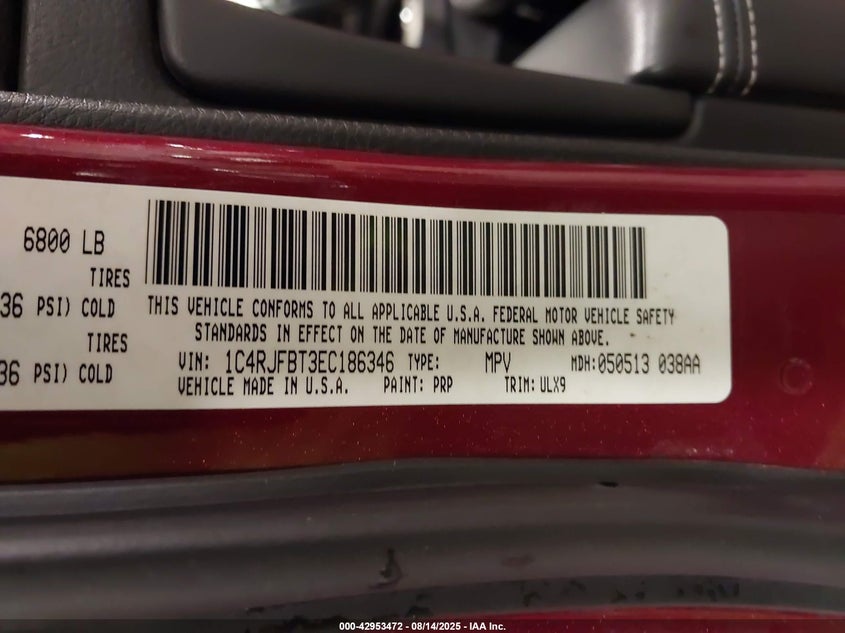 6800 LB
TIRES
36 PSI) COLD
TIRES
36 PSI) COLD
THIS VEHICLE CONFORMS TO ALL APPLICABLE U.S.A. FEDERAL MOTOR VEHICLE SAFETY
STANDARDS IN EFFECT ON THE DATE OF MANUFACTURE SHOWN ABOVE.
VIN: 1C4RJFBT3EC186346 TYPE: MPV MDH:050513 038AA
VEHICLE MADE IN U.S.A. PAINT: PRP TRIM: ULX9
000-42953472 - 08/14/2025 - IAA Inc.